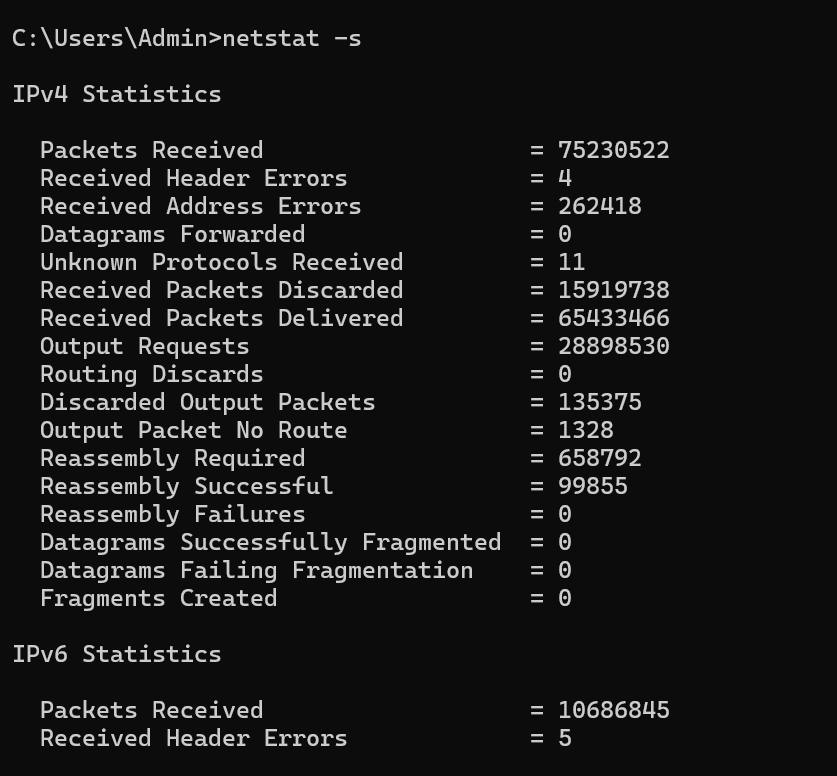 C:\Users\Admin>netstat -s
IPv4 Statistics
Packets Received = 75230522
Received Header Errors = 4
Received Address Errors = 262418
Datagrams Forwarded = 0
Unknown Protocols Received = 11
Received Packets Discarded = 15919738
Received Packets Delivered = 65433466
Output Requests = 28898530
Routing Discards = 0
Discarded Output Packets = 135375
Output Packet No Route = 1328
Reassembly Required = 658792
Reassembly Successful = 99855
Reassembly Failures = 0
Datagrams Successfully Fragmented = 0
Datagrams Failing Fragmentation = 0
Fragments Created = 0
IPv6 Statistics
Packets Received = 10686845
Received Header Errors = 5